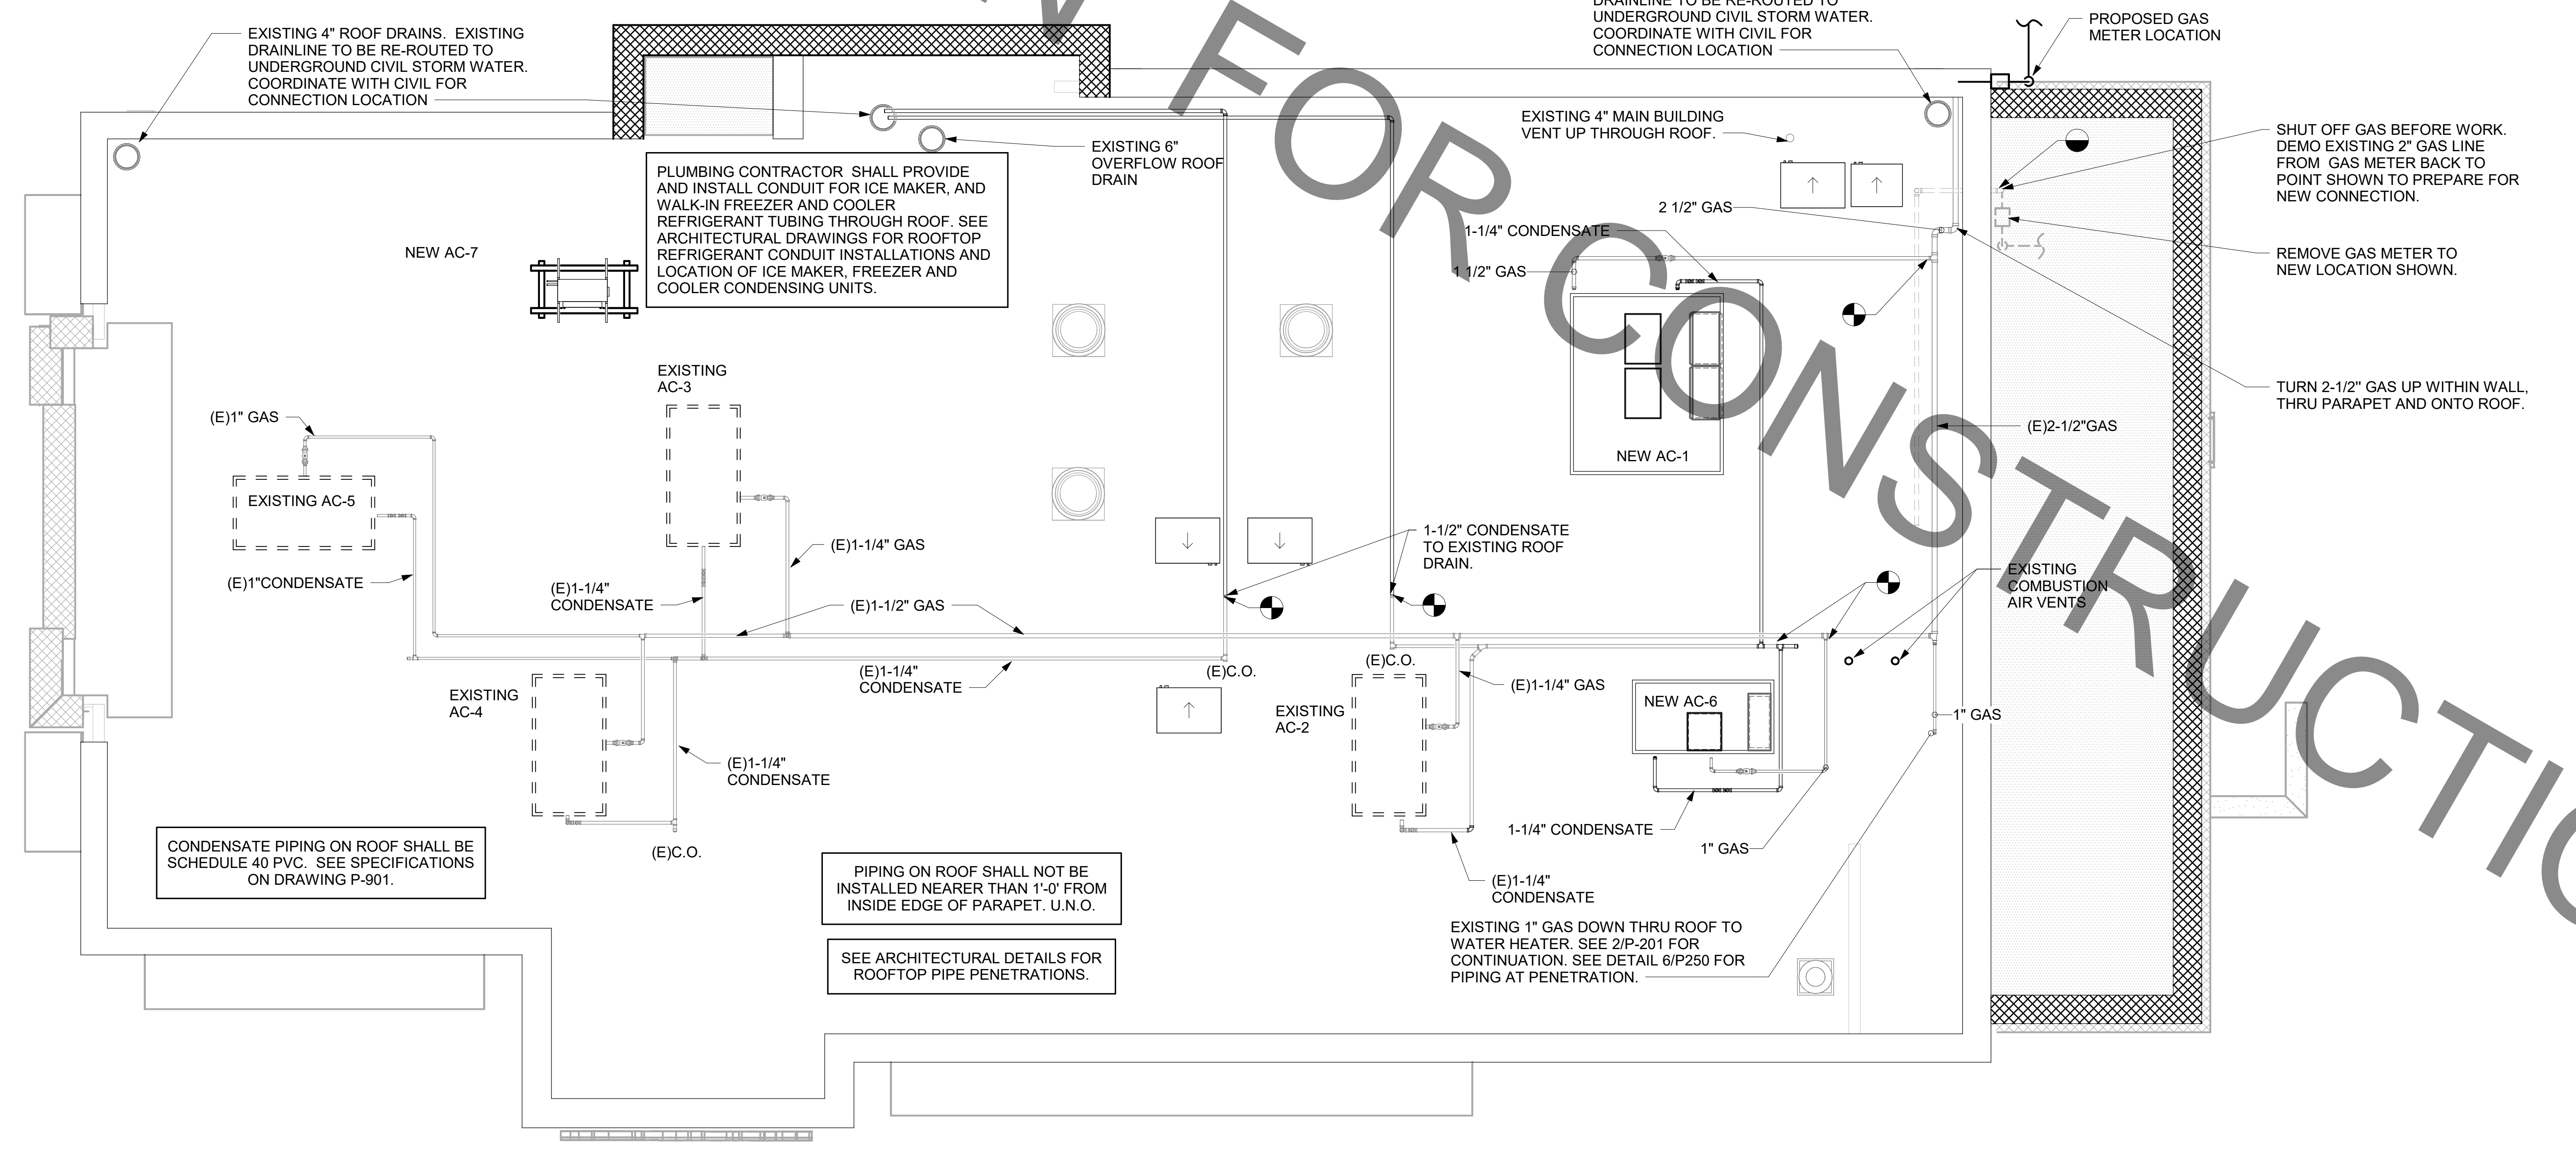 EXISTING 4" ROOF DRAINS. EXISTING
DRAINLINE TO BE RE-ROUTED TO
UNDERGROUND CIVIL STORM WATER.
COORDINATE WITH CIVIL FOR
CONNECTION LOCATION
DRAINLINE TO BE RE-ROUTED TO
UNDERGROUND CIVIL STORM WATER.
COORDINATE WITH CIVIL FOR
CONNECTION LOCATION
PROPOSED GAS
METER LOCATION
EXISTING 4" MAIN BUILDING
VENT UP THROUGH ROOF.
EXISTING 6"
OVERFLOW ROOF
DRAIN
SHUT OFF GAS BEFORE WORK.
DEMO EXISTING 2" GAS LINE
FROM GAS METER BACK TO
POINT SHOWN TO PREPARE FOR
NEW CONNECTION.
PLUMBING CONTRACTOR SHALL PROVIDE
AND INSTALL CONDUIT FOR ICE MAKER, AND
WALK-IN FREEZER AND COOLER
REFRIGERANT TUBING THROUGH ROOF. SEE
ARCHITECTURAL DRAWINGS FOR ROOFTOP
REFRIGERANT CONDUIT INSTALLATIONS AND
LOCATION OF ICE MAKER, FREEZER AND
COOLER CONDENSING UNITS.
NEW AC-7
2 1/2" GAS
1-1/4" CONDENSATE
1 1/2" GAS
REMOVE GAS METER TO
NEW LOCATION SHOWN.
TURN 2-1/2" GAS UP WITHIN WALL,
THRU PARAPET AND ONTO ROOF.
EXISTING
AC-3
(E)1" GAS
(E)2-1/2"GAS
NEW AC-1
EXISTING AC-5
(E)1-1/4" GAS
1-1/2" CONDENSATE
TO EXISTING ROOF
DRAIN.
(E)1"CONDENSATE
(E)1-1/4"
CONDENSATE
(E)1-1/2" GAS
EXISTING
COMBUSTION
AIR VENTS
(E)C.O.
(E)C.O.
(E)1-1/4"
CONDENSATE
EXISTING
AC-4
(E)1-1/4" GAS
EXISTING
AC-2
NEW AC-6
1" GAS
(E)1-1/4"
CONDENSATE
1-1/4" CONDENSATE
1" GAS
(E)C.O.
CONDENSATE PIPING ON ROOF SHALL BE
SCHEDULE 40 PVC. SEE SPECIFICATIONS
ON DRAWING P-901.
PIPING ON ROOF SHALL NOT BE
INSTALLED NEARER THAN 1'-0' FROM
INSIDE EDGE OF PARAPET. U.N.O.
(E)1-1/4"
CONDENSATE
SEE ARCHITECTURAL DETAILS FOR
ROOFTOP PIPE PENETRATIONS.
EXISTING 1" GAS DOWN THRU ROOF TO
WATER HEATER. SEE 2/P-201 FOR
CONTINUATION. SEE DETAIL 6/P250 FOR
PIPING AT PENETRATION.
FOR CONSTRUCTIO